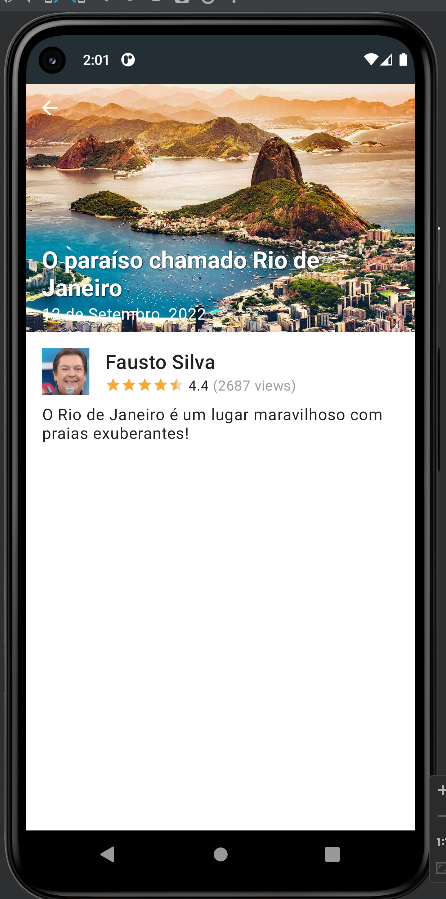 2:01
O paraíso chamado Rio de
Janeiro
12 de Setembro, 2022
Fausto Silva
4.4 (2687 views)
O Rio de Janeiro é um lugar maravilhoso com
praias exuberantes!